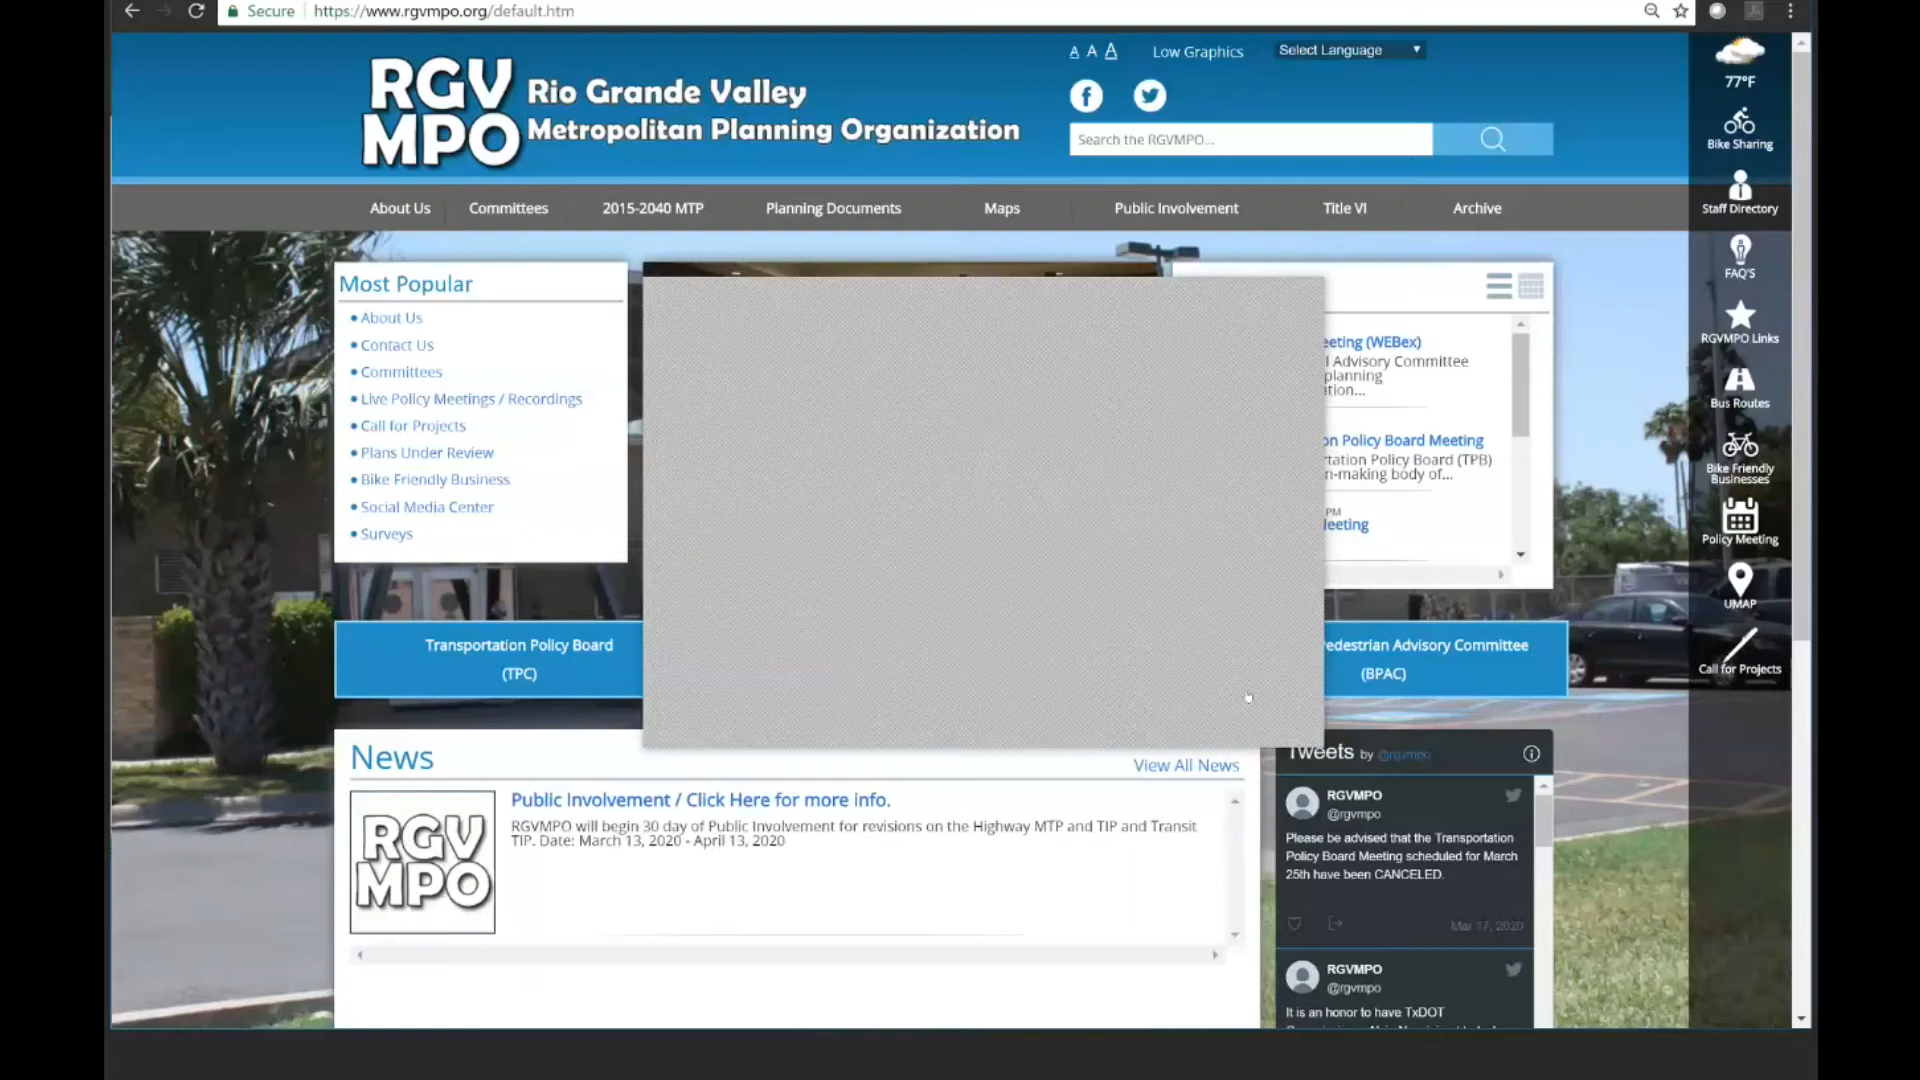 Secure https://www.rgvmpo.org/default.htm
A A A Low Graphics Select Language
RGV
MPO
Rio Grande Valley
Metropolitan Planning Organization
Search the RGVMPO...
About Us Committees 2015-2040 MTP Planning Documents Maps Public Involvement Title VI Archive
77°F
Bike Sharing
Staff Directory
FAQ'S
RGVMPO Links
Bus Routes
Bike Friendly
Businesses
Policy Meeting
UMAP
Call for Projects
Most Popular
About Us
Contact Us
Committees
Live Policy Meetings / Recordings
Call for Projects
Plans Under Review
Bike Friendly Business
Social Media Center
Surveys
eeting (WEBex)
l Advisory Committee
planning
ation...
on Policy Board Meeting
rtation Policy Board (TPB)
n-making body of...
PM
eeting
Transportation Policy Board
(TPC)
edestrian Advisory Committee
(BPAC)
News
View All News
RGV
MPO
Public Involvement / Click Here for more info.
RGVMPO will begin 30 day of Public Involvement for revisions on the Highway MTP and TIP and Transit
TIP. Date: March 13, 2020 - April 13, 2020
Tweets by @rgvmpo
RGVMPO
@rgvmpo
Please be advised that the Transportation
Policy Board Meeting scheduled for March
25th have been CANCELED.
Mar 17, 2020
RGVMPO
@rgvmpo
It is an honor to have TxDOT